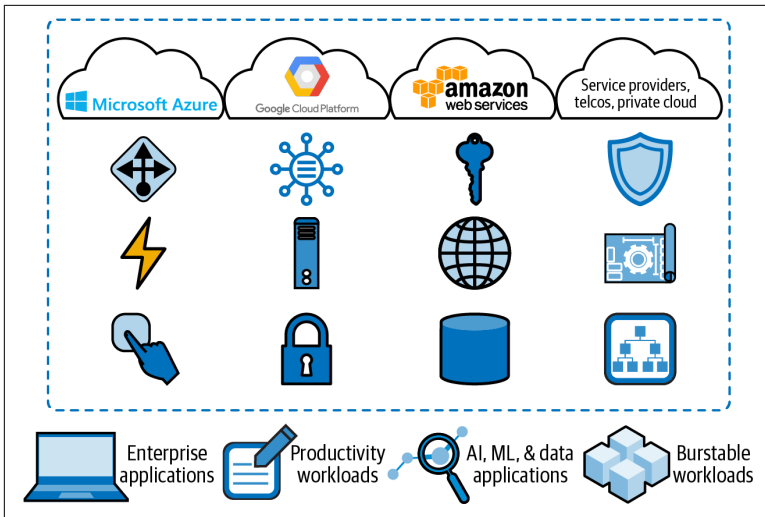 Microsoft Azure
Google Cloud Platform
amazon
web services
Service providers,
telcos, private cloud
Enterprise
applications
Productivity
workloads
AI, ML, & data
applications
Burstable
workloads